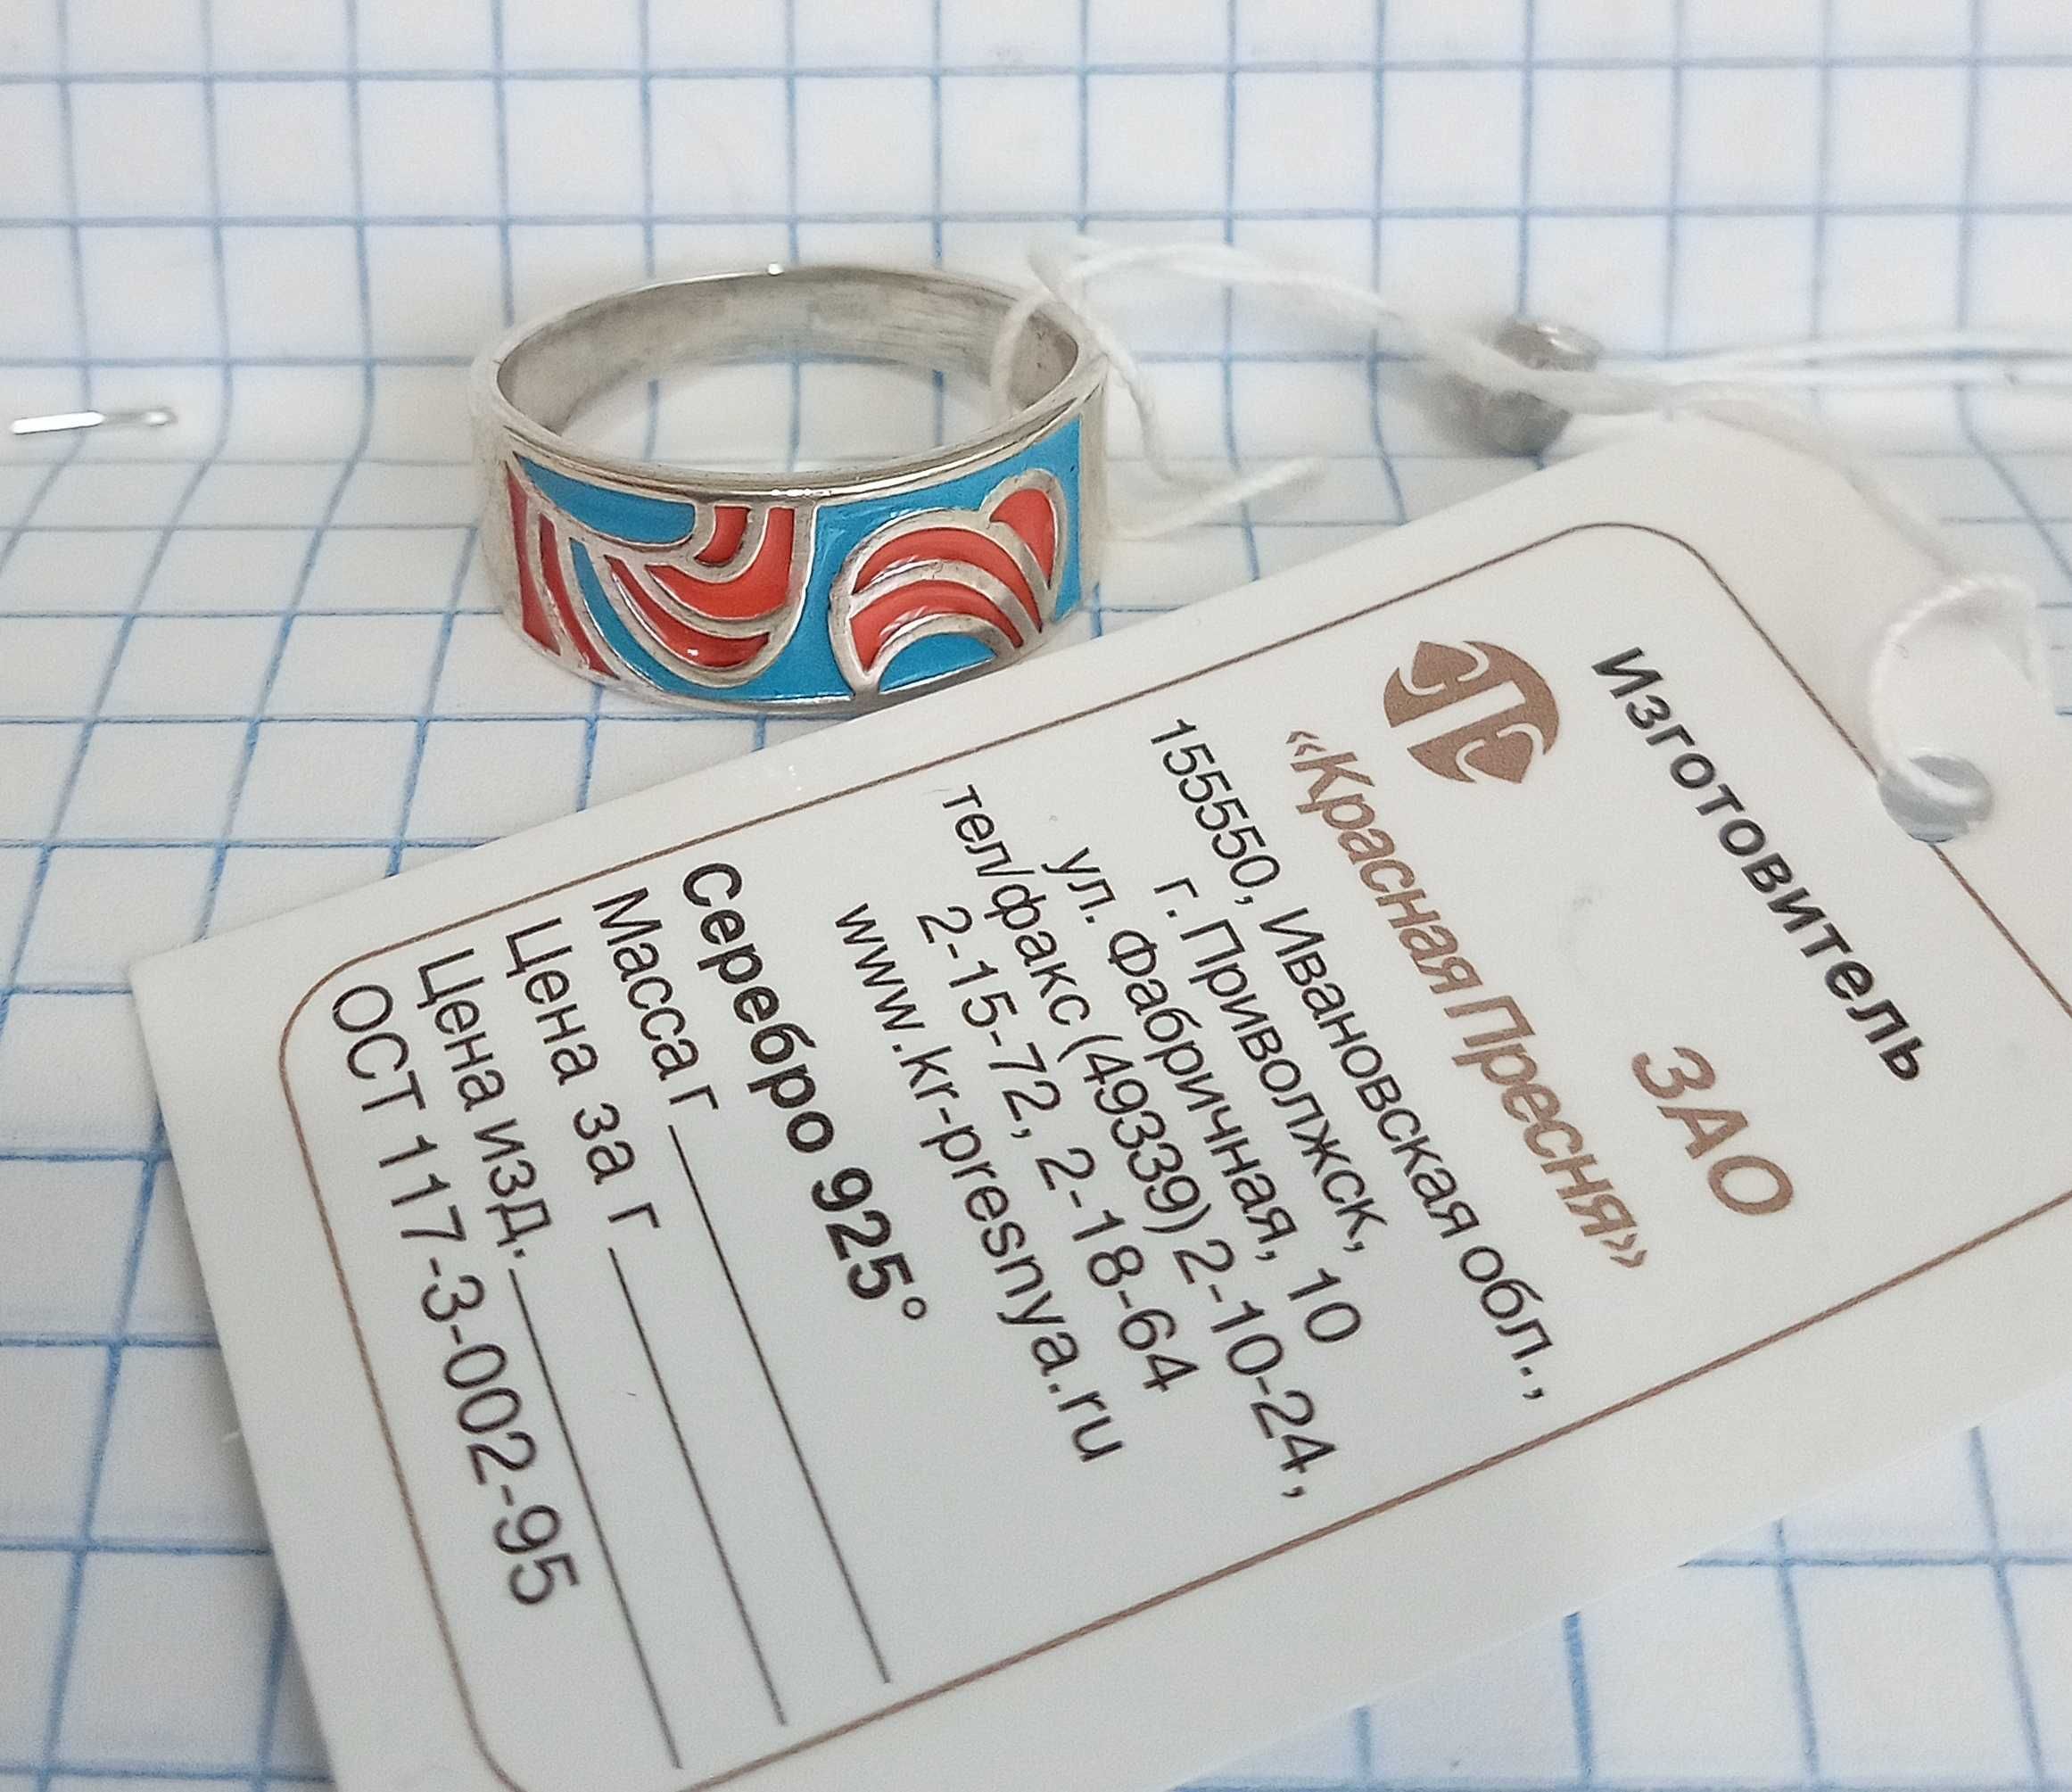 Изготовитель
ЗАО
«Красная Пресня»
155550, Ивановская обл.,
г. Приволжск,
ул. Фабричная, 10
тел/факс (49339) 2-10-24,
2-15-72, 2-18-64
www.kr-presnya.ru
Серебро 925°
Масса г
Цена за г
Цена изд.
ОСТ 117-3-002-95